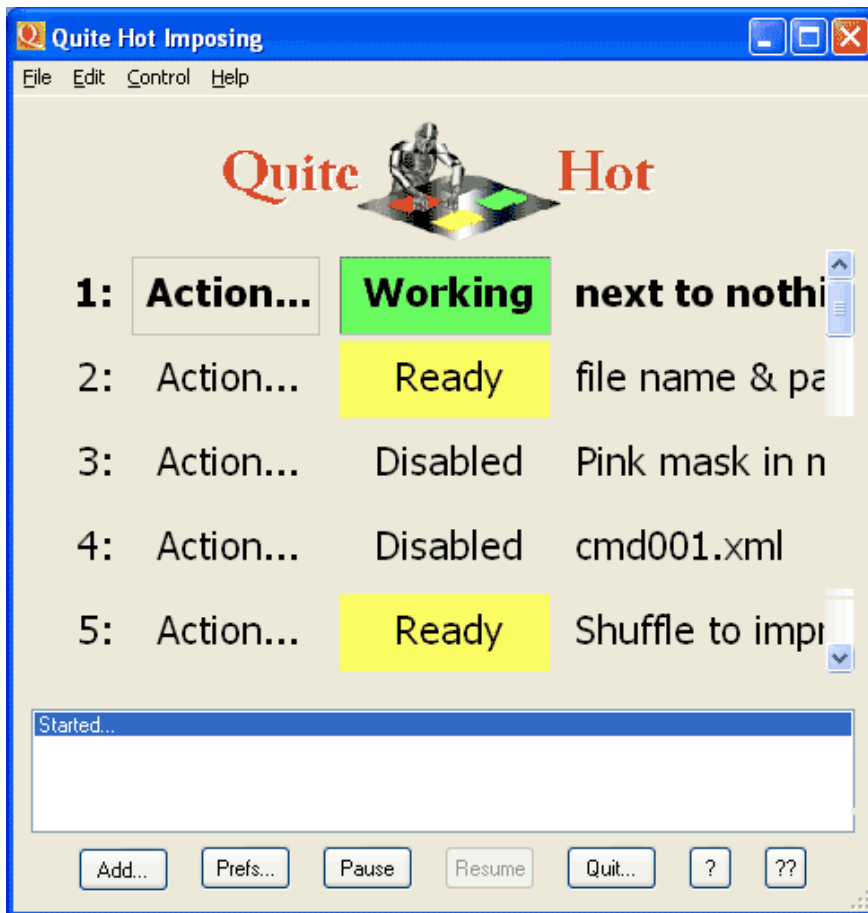 Quite Hot Imposing
File Edit Control Help
Quite Hot
1: Action... Working next to nothi
2: Action... Ready file name & pa
3: Action... Disabled Pink mask in m
4: Action... Disabled cmd001.xml
5: Action... Ready Shuffle to impr
Started...
Add... Prefs... Pause Resume Quit... ? ??